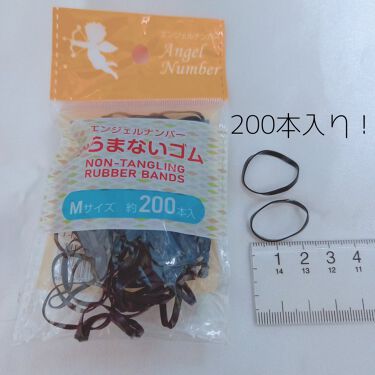 エンジェルナンバー
Angel
Number
エンジェルナンバー
らまないゴム
NON-TANGLING
RUBBER BANDS
Mサイズ 約200本入
200本入り！
1 2 3 4
14 13 12 11